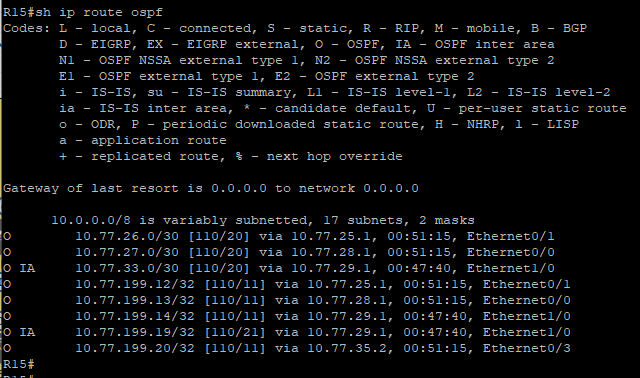 R15#sh ip route ospf
Codes: L - local, C - connected, S - static, R - RIP, M - mobile, B - BGP
       D - EIGRP, EX - EIGRP external, O - OSPF, IA - OSPF inter area
       N1 - OSPF NSSA external type 1, N2 - OSPF NSSA external type 2
       E1 - OSPF external type 1, E2 - OSPF external type 2
       i - IS-IS, su - IS-IS summary, L1 - IS-IS level-1, L2 - IS-IS level-2
       ia - IS-IS inter area, * - candidate default, U - per-user static route
       o - ODR, P - periodic downloaded static route, H - NHRP, l - LISP
       a - application route
       + - replicated route, % - next hop override
Gateway of last resort is 0.0.0.0 to network 0.0.0.0
      10.0.0.0/8 is variably subnetted, 17 subnets, 2 masks
O        10.77.26.0/30 [110/20] via 10.77.25.1, 00:51:15, Ethernet0/1
O        10.77.27.0/30 [110/20] via 10.77.28.1, 00:51:15, Ethernet0/0
O IA     10.77.33.0/30 [110/20] via 10.77.29.1, 00:47:40, Ethernet1/0
O        10.77.199.12/32 [110/11] via 10.77.25.1, 00:51:15, Ethernet0/1
O        10.77.199.13/32 [110/11] via 10.77.28.1, 00:51:15, Ethernet0/0
O        10.77.199.14/32 [110/11] via 10.77.29.1, 00:47:40, Ethernet1/0
O IA     10.77.199.19/32 [110/21] via 10.77.29.1, 00:47:40, Ethernet1/0
O        10.77.199.20/32 [110/11] via 10.77.35.2, 00:51:15, Ethernet0/3
R15#